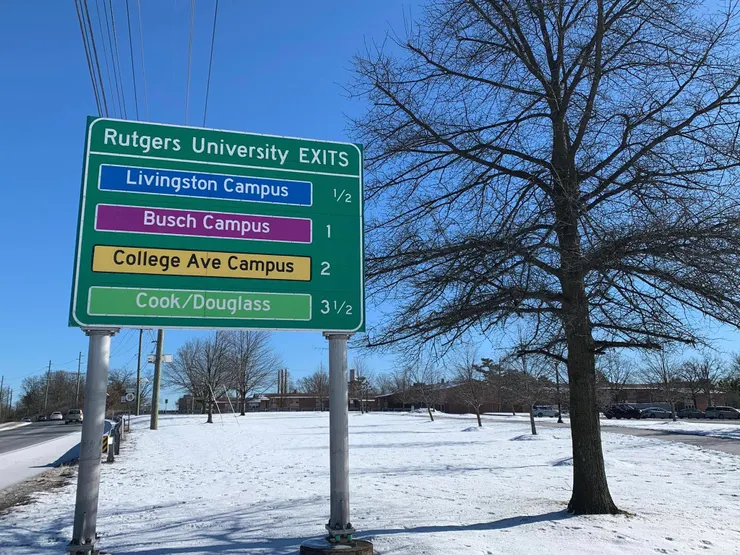 Rutgers University EXITS
Livingston Campus 1/2
Busch Campus 1
College Ave Campus 2
Cook/Douglass 3 1/2